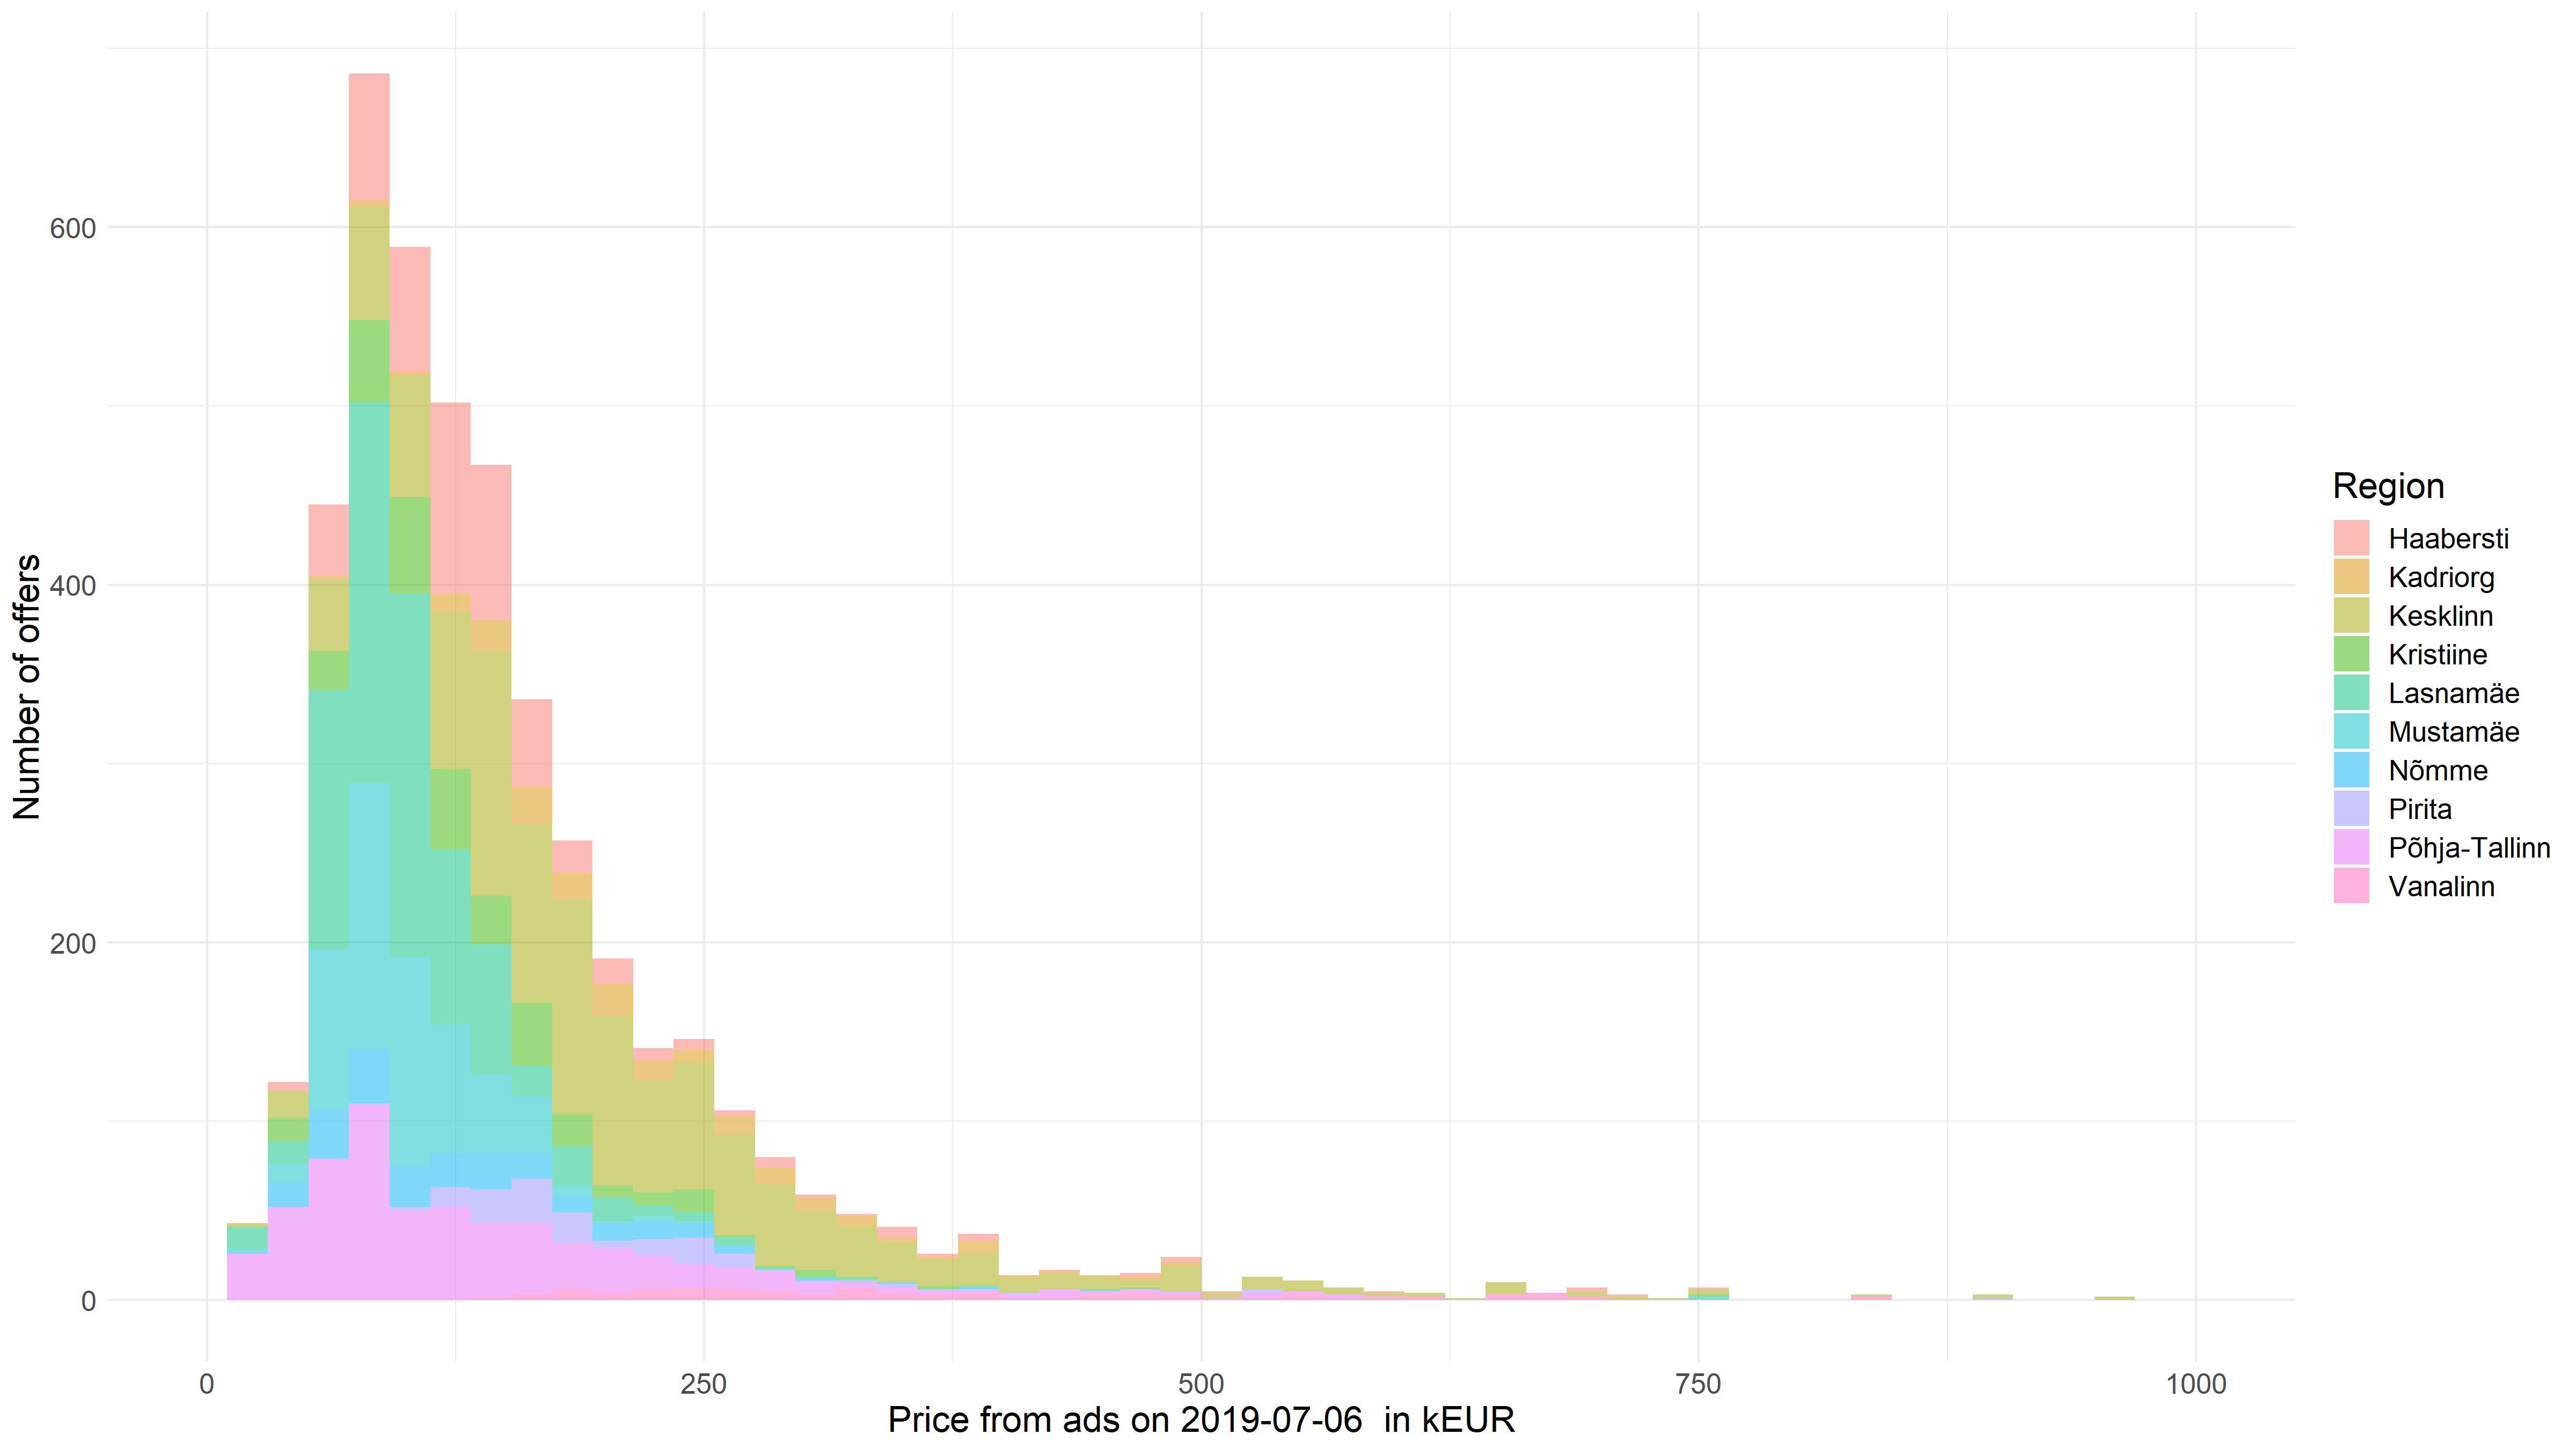 600
400
200
0
Number of offers
0 250 500 750 1000
Price from ads on 2019-07-06  in kEUR
Region
Haabersti
Kadriorg
Kesklinn
Kristiine
Lasnamäe
Mustamäe
Nõmme
Pirita
Põhja-Tallinn
Vanalinn